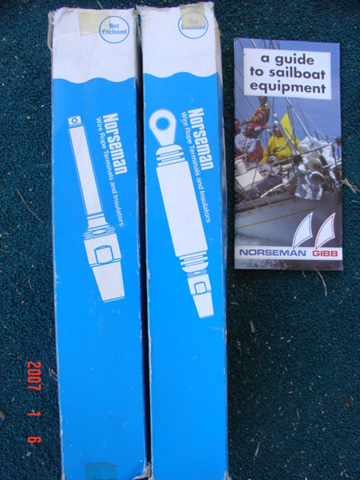 Net
Enclosed
Norseman
Wire Rope Terminals and Insulators
Norseman
Wire Rope Terminals and Insulators
a guide
to sailboat
equipment
NORSEMAN GIBB
2007 1 6